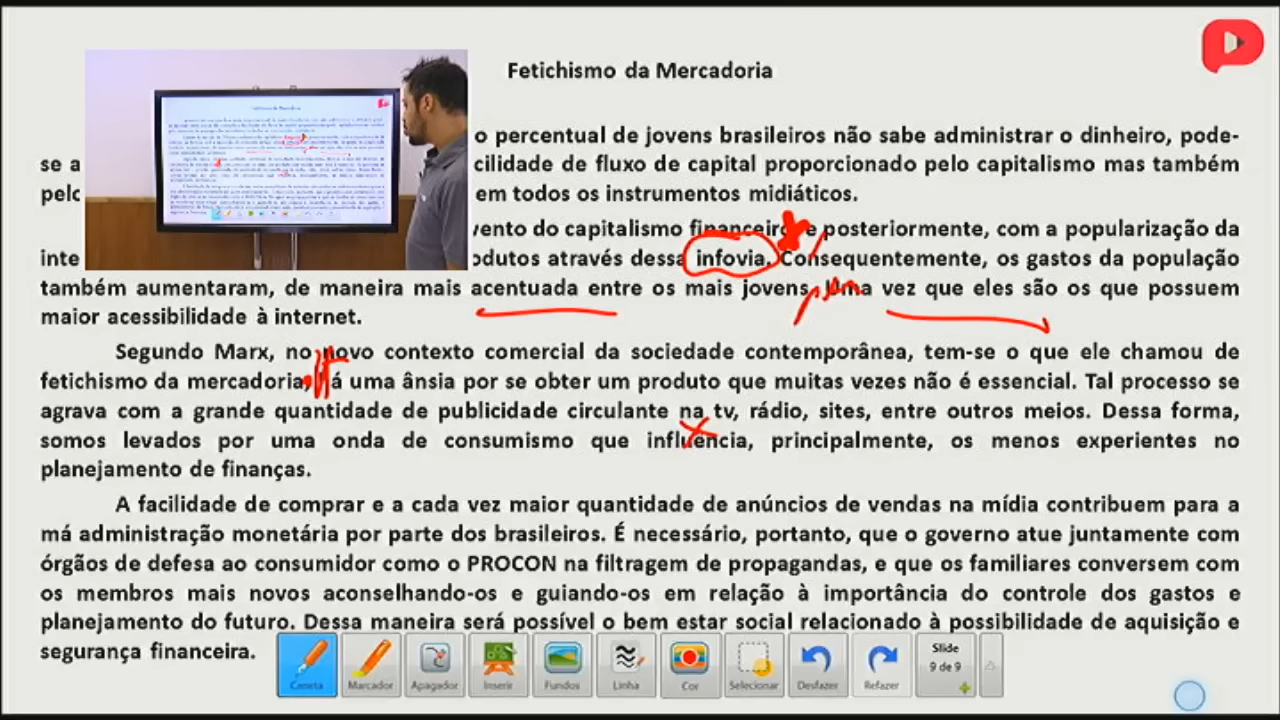 Fetichismo da Mercadoria
o percentual de jovens brasileiros não sabe administrar o dinheiro, pode-
se a cilidade de fluxo de capital proporcionado pelo capitalismo mas também
pelo em todos os instrumentos midiáticos.
vento do capitalismo financeiro e posteriormente, com a popularização da
inte odutos através dessa infovia. Consequentemente, os gastos da população
também aumentaram, de maneira mais acentuada entre os mais jovens. Uma vez que eles são os que possuem
maior acessibilidade à internet.
Segundo Marx, no novo contexto comercial da sociedade contemporânea, tem-se o que ele chamou de
fetichismo da mercadoria, há uma ânsia por se obter um produto que muitas vezes não é essencial. Tal processo se
agrava com a grande quantidade de publicidade circulante na tv, rádio, sites, entre outros meios. Dessa forma,
somos levados por uma onda de consumismo que influencia, principalmente, os menos experientes no
planejamento de finanças.
A facilidade de comprar e a cada vez maior quantidade de anúncios de vendas na mídia contribuem para a
má administração monetária por parte dos brasileiros. É necessário, portanto, que o governo atue juntamente com
órgãos de defesa ao consumidor como o PROCON na filtragem de propagandas, e que os familiares conversem com
os membros mais novos aconselhando-os e guiando-os em relação à importância do controle dos gastos e
planejamento do futuro. Dessa maneira será possível o bem estar social relacionado à possibilidade de aquisição e
segurança financeira.
Caneta Marcador Apagador Inserir Fundos Linha Cor Selecionar Desfazer Refazer Slide
9 de 9